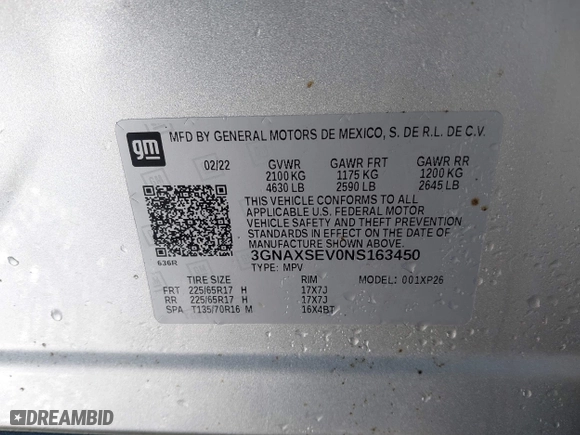 gm
MFD BY GENERAL MOTORS DE MEXICO, S. DE R.L. DE C.V.
02/22 GVWR GAWR FRT GAWR RR
2100 KG 1175 KG 1200 KG
4630 LB 2590 LB 2645 LB
THIS VEHICLE CONFORMS TO ALL
APPLICABLE U.S. FEDERAL MOTOR
VEHICLE SAFETY AND THEFT PREVENTION
STANDARDS IN EFFECT ON THE DATE OF
MANUFACTURE SHOWN ABOVE.
636R
3GNAXSEV0NS163450
TYPE: MPV MODEL: 001XP26
TIRE SIZE RIM
FRT 225/65R17 H 17X7J
RR 225/65R17 H 17X7J
SPA T135/70R16 M 16X4BT
DREAMBID